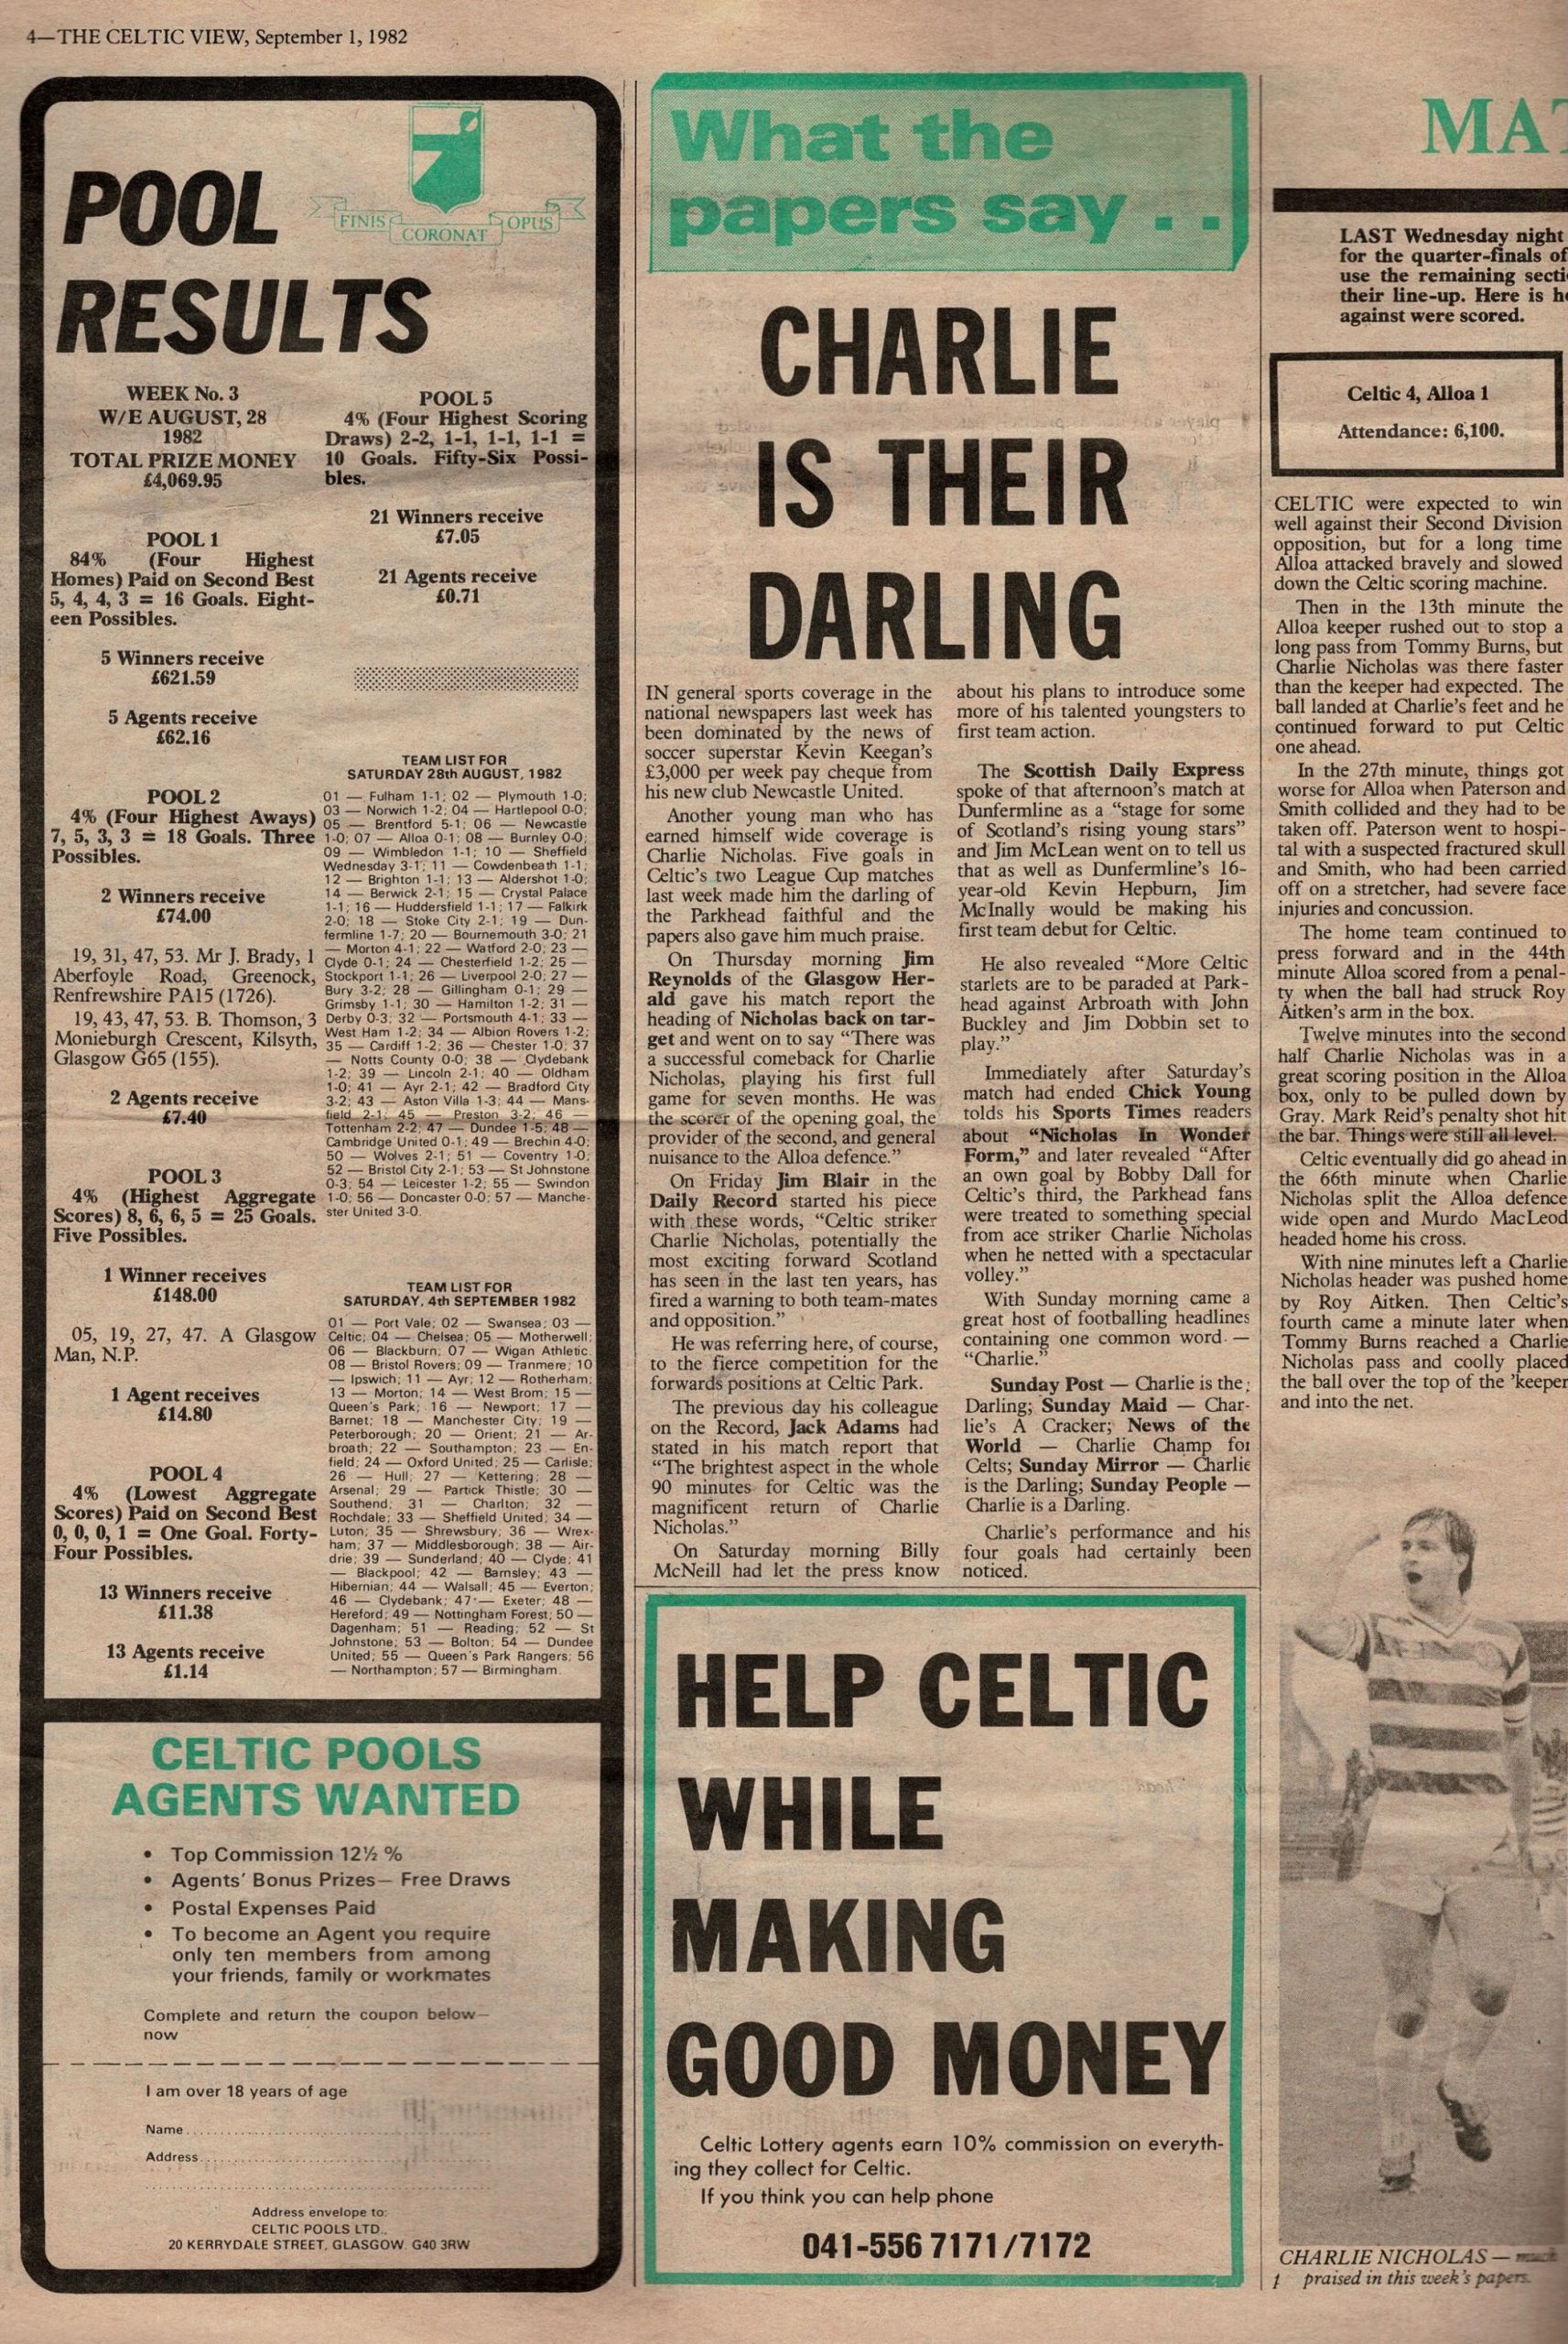 4—THE CELTIC VIEW, September 1, 1982
POOL
RESULTS
FINIS
CORONAT
OPUS
WEEK No. 3
W/E AUGUST, 28
1982
TOTAL PRIZE MONEY
£4,069.95
POOL 1
84% (Four Highest
Homes) Paid on Second Best
5, 4, 4, 3 = 16 Goals. Eight-
een Possibles.
5 Winners receive
£621.59
5 Agents receive
£62.16
POOL 2
4% (Four Highest Aways)
7, 5, 3, 3 = 18 Goals. Three
Possibles.
2 Winners receive
£74.00
19, 31, 47, 53. Mr J. Brady, 1
Aberfoyle Road, Greenock,
Renfrewshire PA15 (1726).
19, 43, 47, 53. B. Thomson, 3
Monieburgh Crescent, Kilsyth,
Glasgow G65 (155).
2 Agents receive
£7.40
POOL 3
4% (Highest Aggregate
Scores) 8, 6, 6, 5 = 25 Goals.
Five Possibles.
1 Winner receives
£148.00
05, 19, 27, 47. A Glasgow
Man, N.P.
1 Agent receives
£14.80
POOL 4
4% (Lowest Aggregate
Scores) Paid on Second Best
0, 0, 0, 1 = One Goal. Forty-
Four Possibles.
13 Winners receive
£11.38
13 Agents receive
£1.14
POOL 5
4% (Four Highest Scoring
Draws) 2-2, 1-1, 1-1, 1-1 =
10 Goals. Fifty-Six Possi-
bles.
21 Winners receive
£7.05
21 Agents receive
£0.71
TEAM LIST FOR
SATURDAY 28th AUGUST, 1982
01 — Fulham 1-1; 02 — Plymouth 1-0;
03 — Norwich 1-2; 04 — Hartlepool 0-0;
05 — Brentford 5-1; 06 — Newcastle
1-0; 07 — Alloa 0-1; 08 — Burnley 0-0;
09 — Wimbledon 1-1; 10 — Sheffield
Wednesday 3-1; 11 — Cowdenbeath 1-1;
12 — Brighton 1-1; 13 — Aldershot 1-0;
14 — Berwick 2-1; 15 — Crystal Palace
1-1; 16 — Huddersfield 1-1; 17 — Falkirk
2-0; 18 — Stoke City 2-1; 19 — Dun-
fermline 1-7; 20 — Bournemouth 3-0; 21
— Morton 4-1; 22 — Watford 2-0; 23 —
Clyde 0-1; 24 — Chesterfield 1-2; 25 —
Stockport 1-1; 26 — Liverpool 2-0; 27 —
Bury 3-2; 28 — Gillingham 0-1; 29 —
Grimsby 1-1; 30 — Hamilton 1-2; 31 —
Derby 0-3; 32 — Portsmouth 4-1; 33 —
West Ham 1-2; 34 — Albion Rovers 1-2;
35 — Cardiff 1-2; 36 — Chester 1-0; 37
— Notts County 0-0; 38 — Clydebank
1-2; 39 — Lincoln 2-1; 40 — Oldham
1-0; 41 — Ayr 2-1; 42 — Bradford City
3-2; 43 — Aston Villa 1-3; 44 — Mans-
field 2-1; 45 — Preston 3-2; 46 —
Tottenham 2-2; 47 — Dundee 1-5; 48 —
Cambridge United 0-1; 49 — Brechin 4-0;
50 — Wolves 2-1; 51 — Coventry 1-0;
52 — Bristol City 2-1; 53 — St Johnstone
0-3; 54 — Leicester 1-2; 55 — Swindon
1-0; 56 — Doncaster 0-0; 57 — Manche-
ster United 3-0.
TEAM LIST FOR
SATURDAY, 4th SEPTEMBER 1982
01 — Port Vale; 02 — Swansea; 03 —
Celtic; 04 — Chelsea; 05 — Motherwell;
06 — Blackburn; 07 — Wigan Athletic.
08 — Bristol Rovers; 09 — Tranmere; 10
— Ipswich; 11 — Ayr; 12 — Rotherham;
13 — Morton; 14 — West Brom; 15 —
Queen's Park; 16 — Newport; 17 —
Barnet; 18 — Manchester City; 19 —
Peterborough; 20 — Orient; 21 — Ar-
broath; 22 — Southampton; 23 — En-
field; 24 — Oxford United; 25 — Carlisle;
26 — Hull; 27 — Kettering; 28 —
Arsenal; 29 — Partick Thistle; 30 —
Southend; 31 — Charlton; 32 —
Rochdale; 33 — Sheffield United; 34 —
Luton; 35 — Shrewsbury; 36 — Wrex-
ham; 37 — Middlesborough; 38 — Air-
drie; 39 — Sunderland; 40 — Clyde; 41
— Blackpool; 42 — Barnsley; 43 —
Hibernian; 44 — Walsall; 45 — Everton;
46 — Clydebank; 47 — Exeter; 48 —
Hereford; 49 — Nottingham Forest; 50 —
Dagenham; 51 — Reading; 52 — St
Johnstone; 53 — Bolton; 54 — Dundee
United; 55 — Queen's Park Rangers; 56
— Northampton; 57 — Birmingham.
CELTIC POOLS
AGENTS WANTED
• Top Commission 12½ %
• Agents' Bonus Prizes— Free Draws
• Postal Expenses Paid
• To become an Agent you require
only ten members from among
your friends, family or workmates
Complete and return the coupon below—
now
I am over 18 years of age
Name
Address
Address envelope to:
CELTIC POOLS LTD.,
20 KERRYDALE STREET, GLASGOW. G40 3RW
What the
papers say . .
CHARLIE
IS THEIR
DARLING
IN general sports coverage in the
national newspapers last week has
been dominated by the news of
soccer superstar Kevin Keegan's
£3,000 per week pay cheque from
his new club Newcastle United.
Another young man who has
earned himself wide coverage is
Charlie Nicholas. Five goals in
Celtic's two League Cup matches
last week made him the darling of
the Parkhead faithful and the
papers also gave him much praise.
On Thursday morning Jim
Reynolds of the Glasgow Her-
ald gave his match report the
heading of Nicholas back on tar-
get and went on to say “There was
a successful comeback for Charlie
Nicholas, playing his first full
game for seven months. He was
the scorer of the opening goal, the
provider of the second, and general
nuisance to the Alloa defence.”
On Friday Jim Blair in the
Daily Record started his piece
with these words, “Celtic striker
Charlie Nicholas, potentially the
most exciting forward Scotland
has seen in the last ten years, has
fired a warning to both team-mates
and opposition.”
He was referring here, of course,
to the fierce competition for the
forwards positions at Celtic Park.
The previous day his colleague
on the Record, Jack Adams had
stated in his match report that
“The brightest aspect in the whole
90 minutes for Celtic was the
magnificent return of Charlie
Nicholas.”
On Saturday morning Billy
McNeill had let the press know
about his plans to introduce some
more of his talented youngsters to
first team action.
The Scottish Daily Express
spoke of that afternoon's match at
Dunfermline as a “stage for some
of Scotland's rising young stars”
and Jim McLean went on to tell us
that as well as Dunfermline's 16-
year-old Kevin Hepburn, Jim
McInally would be making his
first team debut for Celtic.
He also revealed “More Celtic
starlets are to be paraded at Park-
head against Arbroath with John
Buckley and Jim Dobbin set to
play.”
Immediately after Saturday's
match had ended Chick Young
tolds his Sports Times readers
about “Nicholas In Wonder
Form,” and later revealed “After
an own goal by Bobby Dall for
Celtic's third, the Parkhead fans
were treated to something special
from ace striker Charlie Nicholas
when he netted with a spectacular
volley.”
With Sunday morning came a
great host of footballing headlines
containing one common word —
“Charlie.”
Sunday Post — Charlie is the
Darling; Sunday Maid — Char-
lie's A Cracker; News of the
World — Charlie Champ for
Celts; Sunday Mirror — Charlie
is the Darling; Sunday People —
Charlie is a Darling.
Charlie's performance and his
four goals had certainly been
noticed.
HELP CELTIC
WHILE
MAKING
GOOD MONEY
Celtic Lottery agents earn 10% commission on everyth-
ing they collect for Celtic.
If you think you can help phone
041-556 7171/7172
MAT
LAST Wednesday night
for the quarter-finals of
use the remaining secti
their line-up. Here is h
against were scored.
Celtic 4, Alloa 1
Attendance: 6,100.
CELTIC were expected to win
well against their Second Division
opposition, but for a long time
Alloa attacked bravely and slowed
down the Celtic scoring machine.
Then in the 13th minute the
Alloa keeper rushed out to stop a
long pass from Tommy Burns, but
Charlie Nicholas was there faster
than the keeper had expected. The
ball landed at Charlie's feet and he
continued forward to put Celtic
one ahead.
In the 27th minute, things got
worse for Alloa when Paterson and
Smith collided and they had to be
taken off. Paterson went to hospi-
tal with a suspected fractured skull
and Smith, who had been carried
off on a stretcher, had severe face
injuries and concussion.
The home team continued to
press forward and in the 44th
minute Alloa scored from a penal-
ty when the ball had struck Roy
Aitken's arm in the box.
Twelve minutes into the second
half Charlie Nicholas was in a
great scoring position in the Alloa
box, only to be pulled down by
Gray. Mark Reid's penalty shot hit
the bar. Things were still all level.
Celtic eventually did go ahead in
the 66th minute when Charlie
Nicholas split the Alloa defence
wide open and Murdo MacLeod
headed home his cross.
With nine minutes left a Charlie
Nicholas header was pushed home
by Roy Aitken. Then Celtic's
fourth came a minute later when
Tommy Burns reached a Charlie
Nicholas pass and coolly placed
the ball over the top of the 'keeper
and into the net.
CHARLIE NICHOLAS — much
praised in this week's papers.